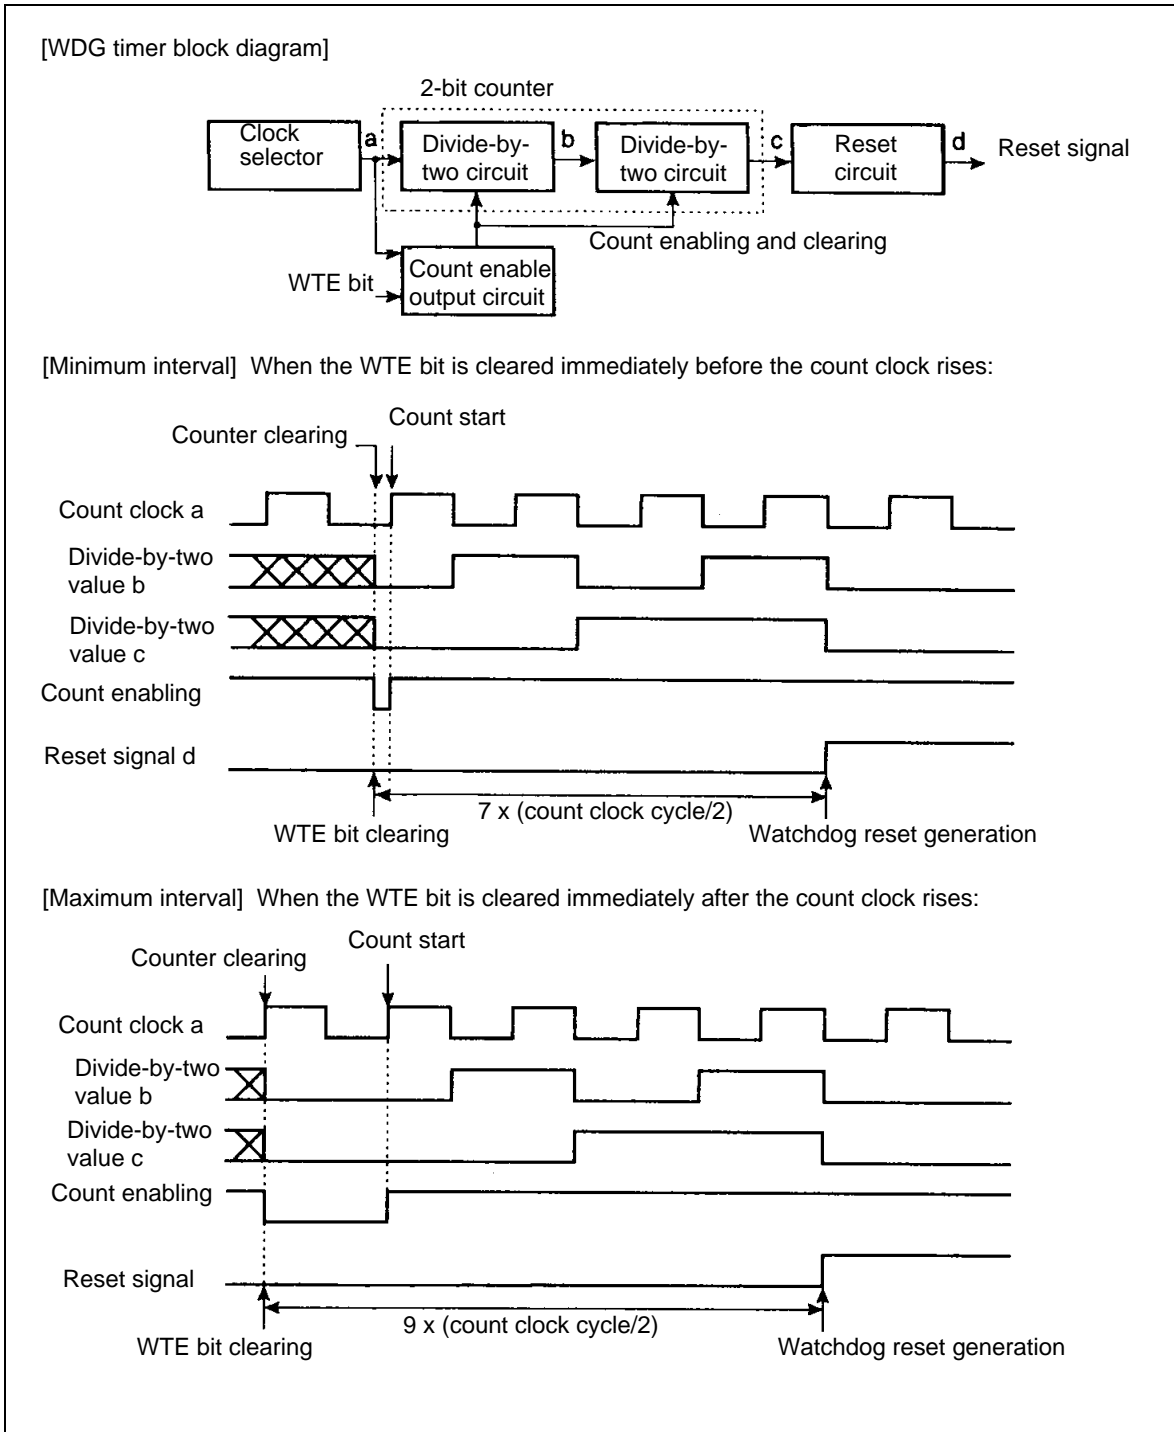 [WDG timer block diagram]
2-bit counter
Clock
selector
a
Divide-by-
two circuit
b
Divide-by-
two circuit
c
Reset
circuit
d
Reset signal
Count enabling and clearing
WTE bit
Count enable
output circuit
[Minimum interval]  When the WTE bit is cleared immediately before the count clock rises:
Count start
Counter clearing
Count clock a
Divide-by-two
value b
Divide-by-two
value c
Count enabling
Reset signal d
7 x (count clock cycle/2)
WTE bit clearing
Watchdog reset generation
[Maximum interval]  When the WTE bit is cleared immediately after the count clock rises:
Count start
Counter clearing
Count clock a
Divide-by-two
value b
Divide-by-two
value c
Count enabling
Reset signal
9 x (count clock cycle/2)
WTE bit clearing
Watchdog reset generation